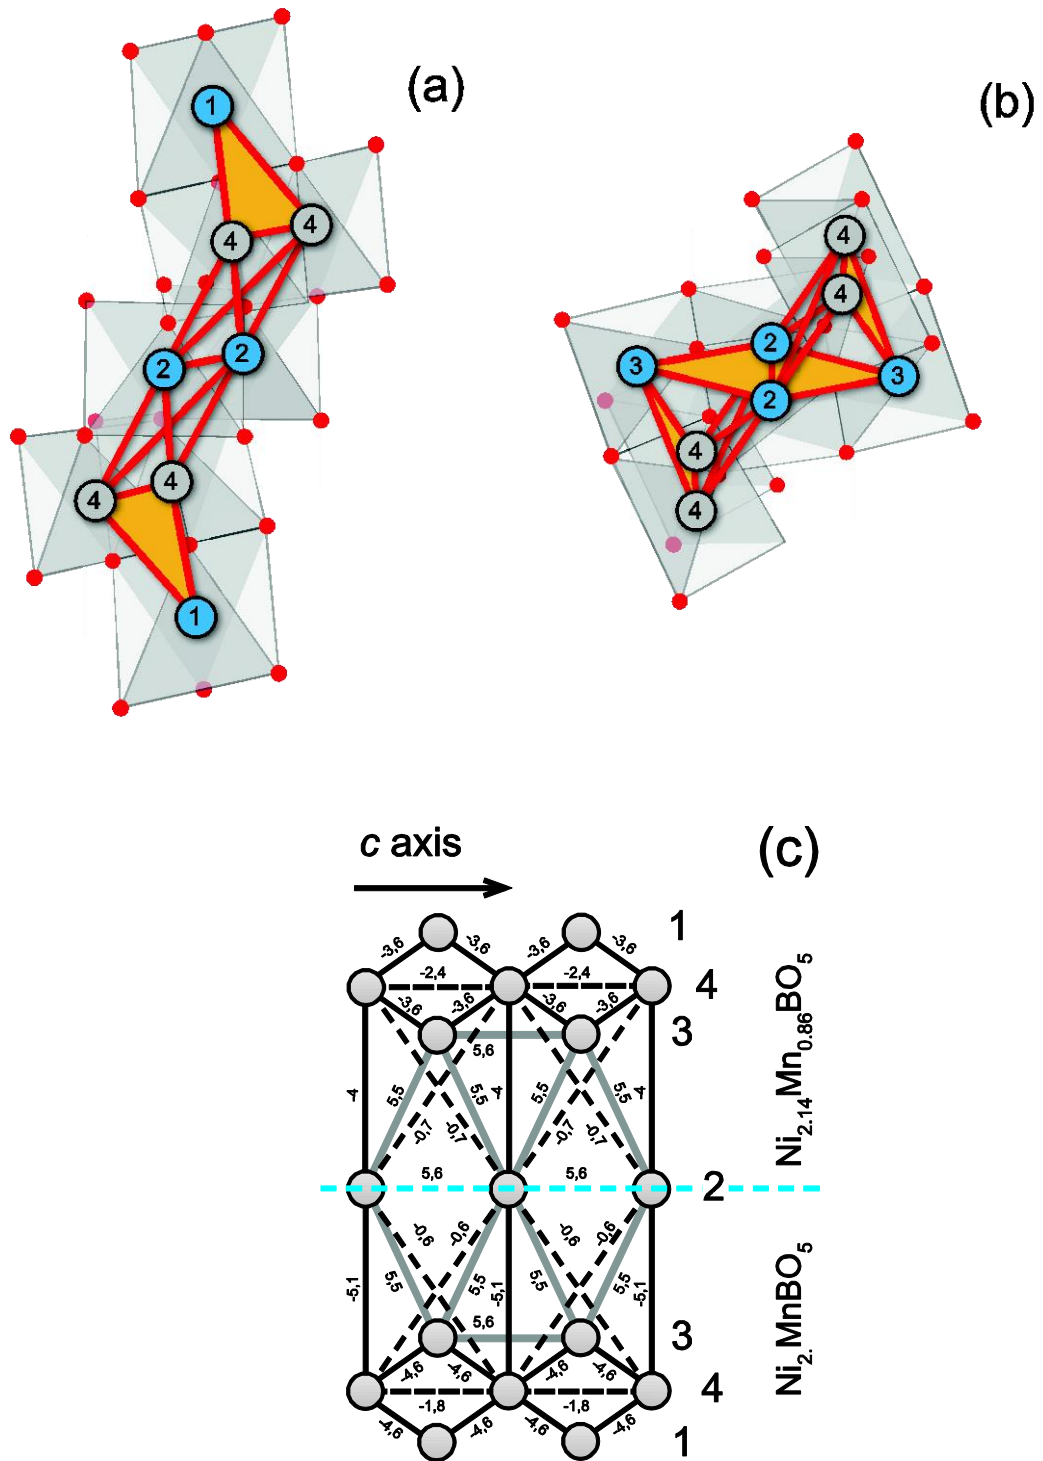 (a)
(b)
1
4
4
2
2
4
4
1
4
4
2
3
3
2
4
4
(c)
c axis
1
-3,6 -3,6 -3,6 -3,6
-2,4 -2,4
4
-3,6 -3,6 -3,6 -3,6
3
5,6
-4 5,5 5,5 -4 5,5 5,5 -4
-0,7 -0,7 -0,7 -0,7
5,6 5,6
2
-0,6 -0,6 -0,6 -0,6
-5,1 5,5 5,5 -5,1 5,5 5,5 -5,1
5,6
3
-4,6 -4,6 -4,6 -4,6
4
-1,8 -1,8
-4,6 -4,6 -4,6 -4,6
1
Ni2.14Mn0.86BO5
Ni2.MnBO5